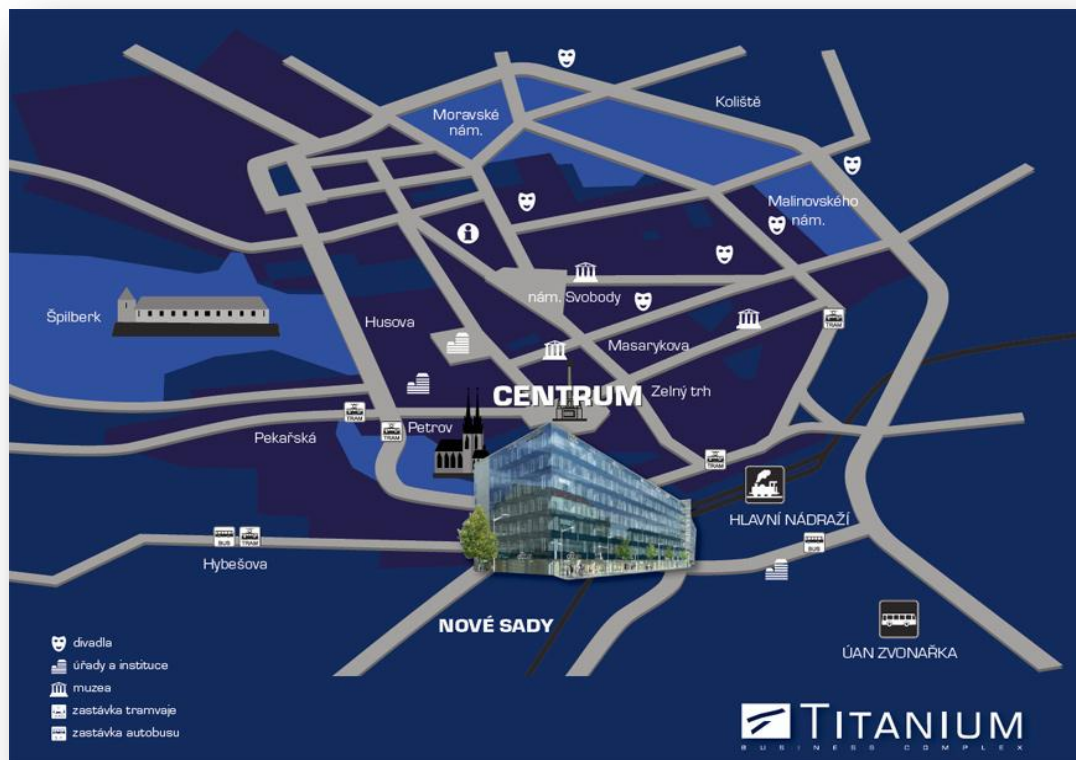 Koliště
Moravské
nám.
Malinovského
nám.
nám. Svobody
Špilberk
Husova
Masarykova
CENTRUM
Zelný trh
TRAM
TRAM
Petrov
Pekařská
TRAM
TRAM
HLAVNÍ NÁDRAŽÍ
BUS
TRAM
BUS
Hybešova
NOVÉ SADY
ÚAN ZVONAŘKA
divadla
úřady a instituce
muzea
zastávka tramvaje
zastávka autobusu
TITANIUM
BUSINESS COMPLEX